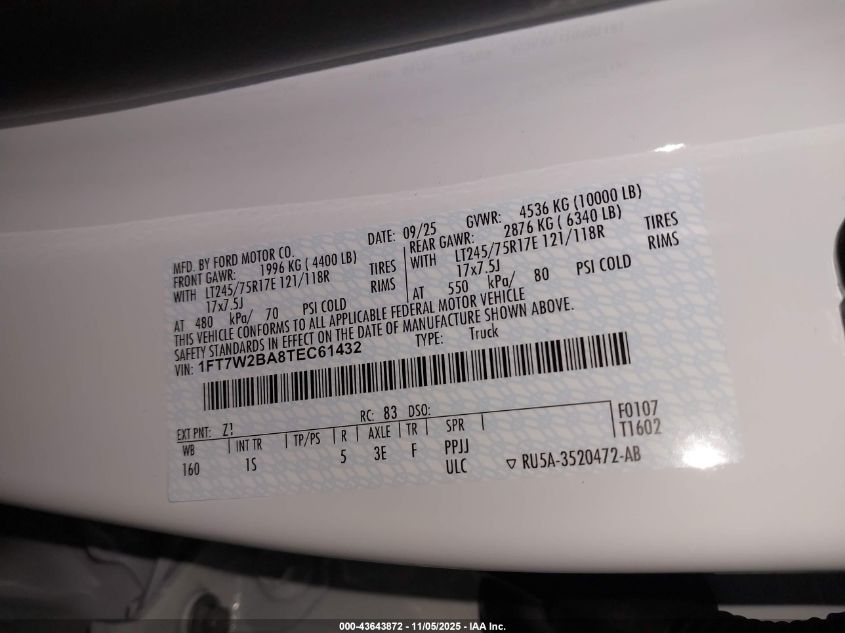 MFD. BY FORD MOTOR CO.
DATE: 09/25 GVWR: 4536 KG (10000 LB)
FRONT GAWR: 1996 KG ( 4400 LB)
REAR GAWR: 2876 KG ( 6340 LB)
WITH LT245/75R17E 121/118R TIRES
WITH LT245/75R17E 121/118R TIRES
17x7.5J RIMS
17x7.5J RIMS
AT 480 kPa/ 70 PSI COLD
AT 550 kPa/ 80 PSI COLD
THIS VEHICLE CONFORMS TO ALL APPLICABLE FEDERAL MOTOR VEHICLE
SAFETY STANDARDS IN EFFECT ON THE DATE OF MANUFACTURE SHOWN ABOVE.
VIN: 1FT7W2BA8TEC61432 TYPE: Truck
EXT PNT: Z1 RC: 83 DSO: F0107
WB INT TR TP/PS R AXLE TR SPR T1602
160 1S 5 3E F PPJJ
ULC RU5A-3520472-AB
000-43643872 - 11/05/2025 - IAA Inc.